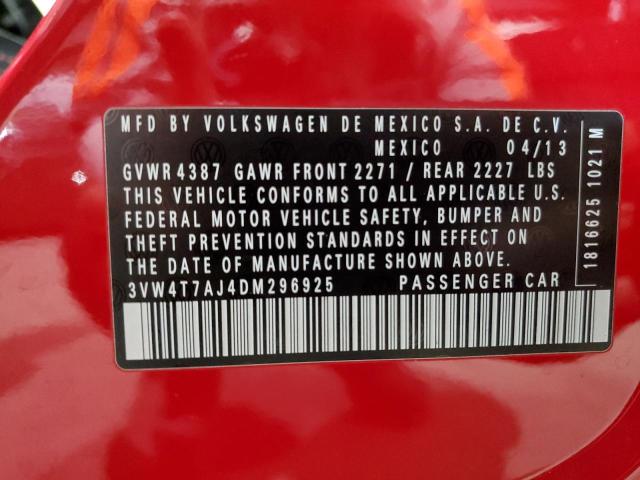 MFD BY VOLKSWAGEN DE MEXICO S.A. DE C.V.
MEXICO 04/13
GVWR 4387 GAWR FRONT 2271 / REAR 2227 LBS
THIS VEHICLE CONFORMS TO ALL APPLICABLE U.S.
FEDERAL MOTOR VEHICLE SAFETY, BUMPER AND
THEFT PREVENTION STANDARDS IN EFFECT ON
THE DATE OF MANUFACTURE SHOWN ABOVE.
3VW4T7AJ4DM296925 PASSENGER CAR
1816625 1021 M